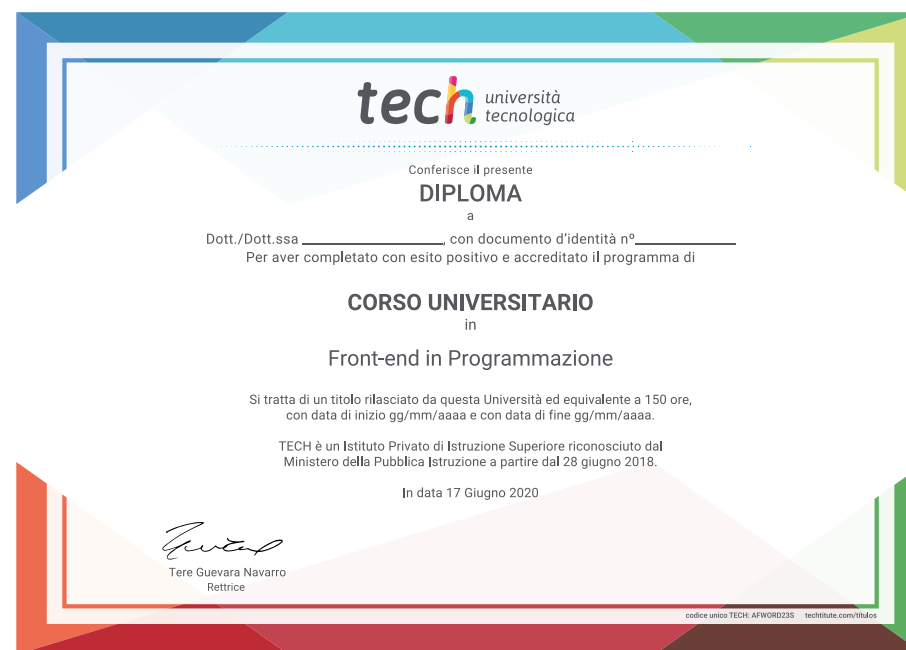 tech università
tecnologica
Conferisce il presente
DIPLOMA
a
Dott./Dott.ssa ____________________, con documento d'identità nº______________
Per aver completato con esito positivo e accreditato il programma di
CORSO UNIVERSITARIO
in
Front-end in Programmazione
Si tratta di un titolo rilasciato da questa Università ed equivalente a 150 ore,
con data di inizio gg/mm/aaaa e con data di fine gg/mm/aaaa.
TECH è un Istituto Privato di Istruzione Superiore riconosciuto dal
Ministero della Pubblica Istruzione a partire dal 28 giugno 2018.
In data 17 Giugno 2020
Tere Guevara Navarro
Rettrice
codice unico TECH: AFWORD23S techtitute.com/titulos